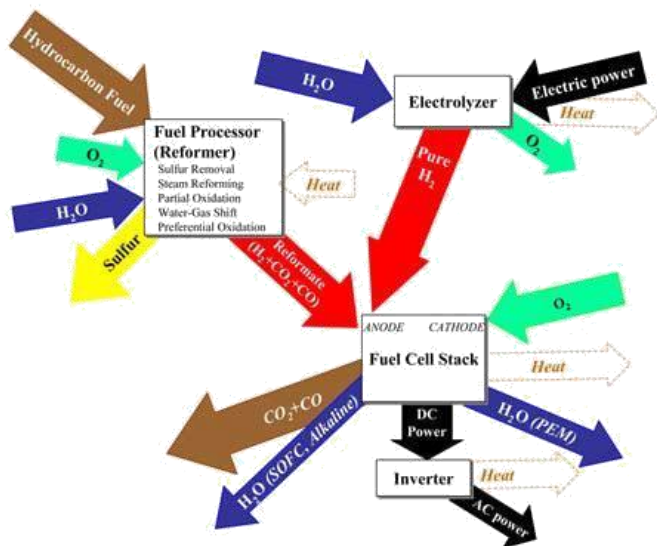 Hydrocarbon Fuel
H₂O
Electrolyzer
Electric power
Heat
O₂
Fuel Processor
(Reformer)
Sulfur Removal
Steam Reforming
Partial Oxidation
Water-Gas Shift
Preferential Oxidation
O₂
H₂O
Sulfur
Heat
Pure
H₂
Reformate
(H₂+CO₂+CO)
O₂
ANODE CATHODE
Fuel Cell Stack
Heat
CO₂+CO
H₂O (SOFC, Alkaline)
DC
Power
H₂O (PEM)
Inverter
Heat
AC power